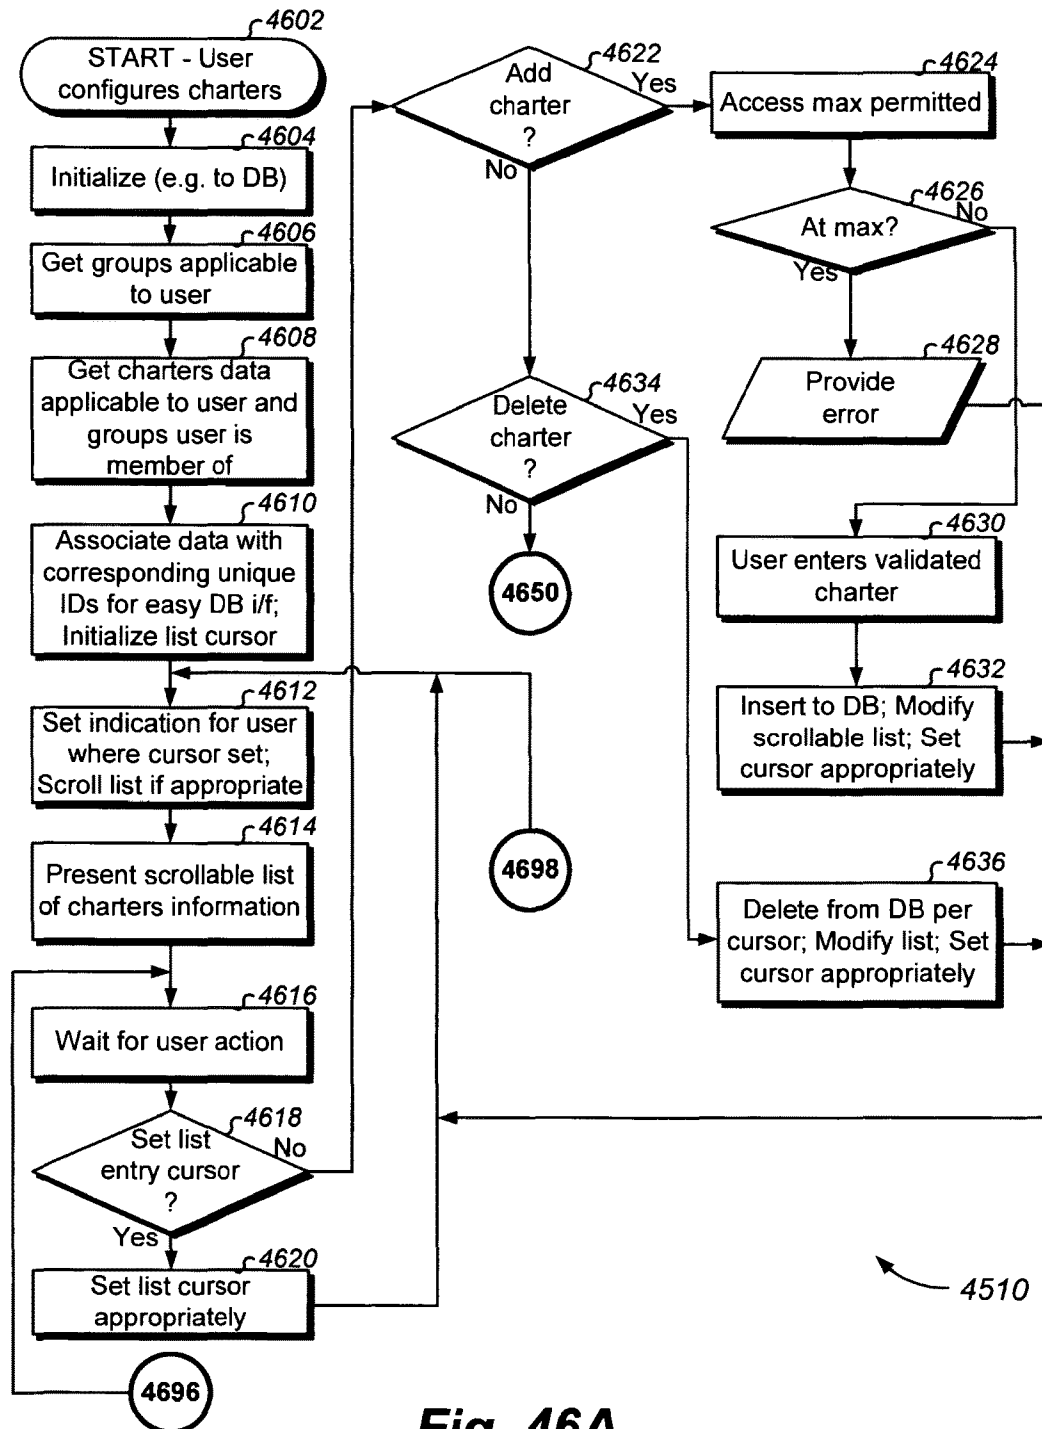 4602
START - User
configures charters
4604
Initialize (e.g. to DB)
4606
Get groups applicable
to user
4608
Get charters data
applicable to user and
groups user is
member of
4610
Associate data with
corresponding unique
IDs for easy DB i/f;
Initialize list cursor
4612
Set indication for user
where cursor set;
Scroll list if appropriate
4614
Present scrollable list
of charters information
4616
Wait for user action
4618
Set list
entry cursor
?
No
Yes
4620
Set list cursor
appropriately
4696
4622
Add
charter
?
Yes
No
4634
Delete
charter
?
Yes
No
4650
4698
4624
Access max permitted
4626
At max?
No
Yes
4628
Provide
error
4630
User enters validated
charter
4632
Insert to DB; Modify
scrollable list; Set
cursor appropriately
4636
Delete from DB per
cursor; Modify list; Set
cursor appropriately
4510
Fig. 46A